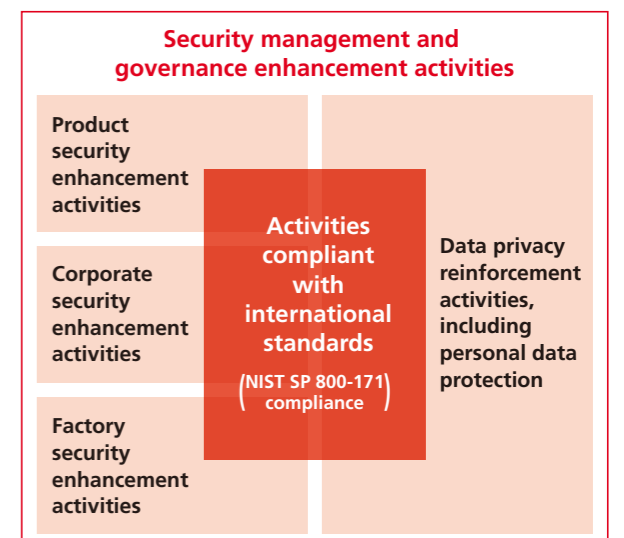 Security management and
governance enhancement activities
Product
security
enhancement
activities
Corporate
security
enhancement
activities
Factory
security
enhancement
activities
Activities
compliant
with
international
standards
(NIST SP 800-171
compliance)
Data privacy
reinforcement
activities,
including
personal data
protection